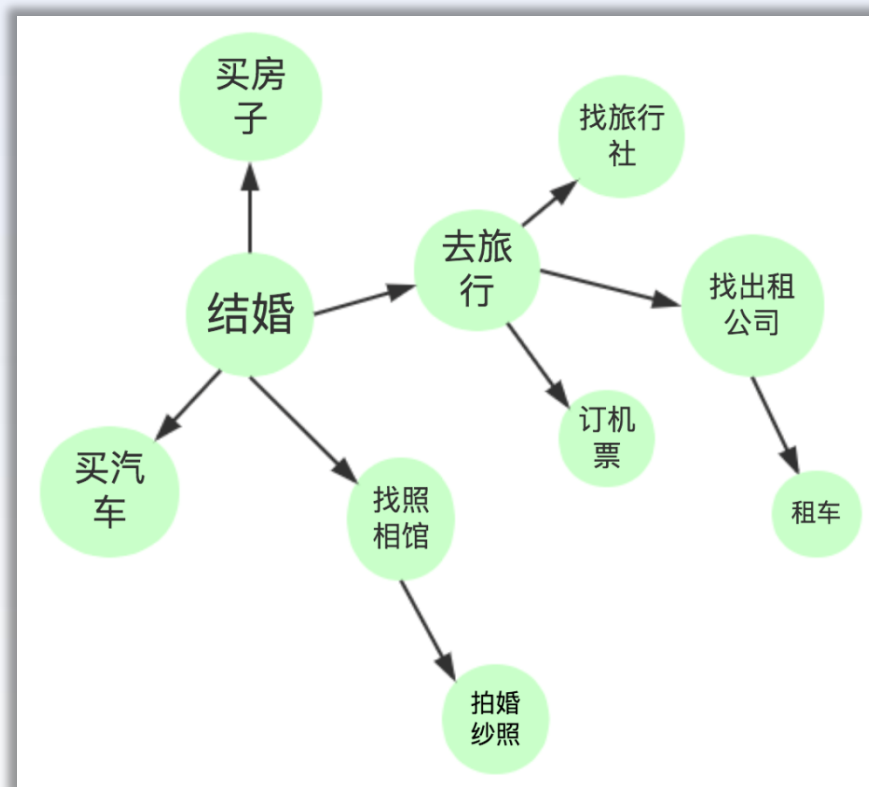 买房
子
找旅行
社
去旅
行
找出租
公司
结婚
订机
票
买汽
车
找照
相馆
租车
拍婚
纱照